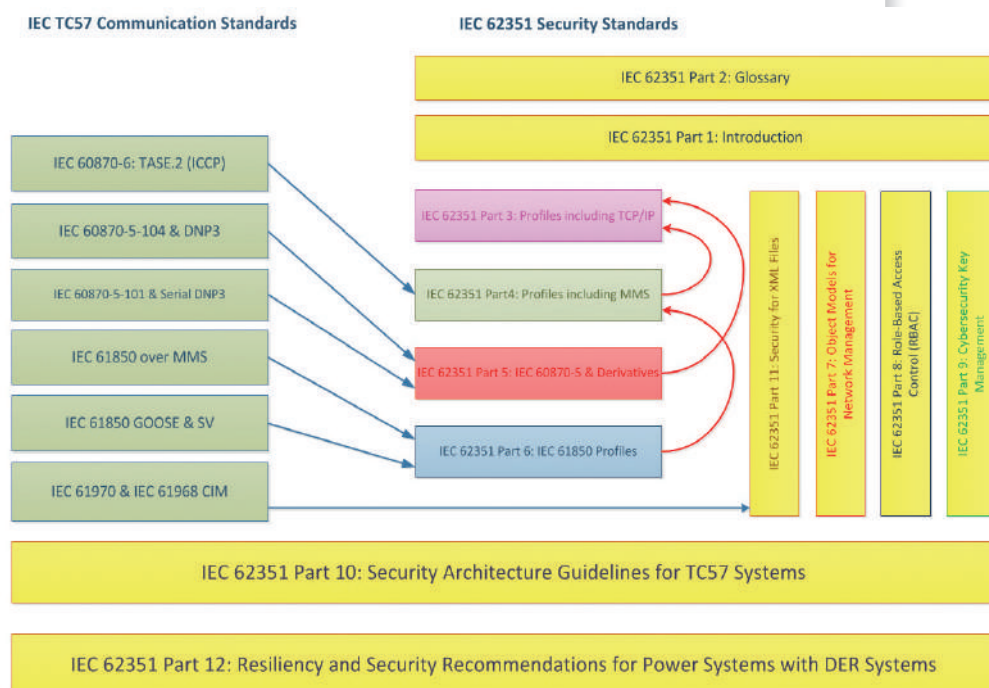 IEC TC57 Communication Standards
IEC 62351 Security Standards
IEC 62351 Part 2: Glossary
IEC 62351 Part 1: Introduction
IEC 60870-6: TASE.2 (ICCP)
IEC 60870-5-104 & DNP3
IEC 60870-5-101 & Serial DNP3
IEC 61850 over MMS
IEC 61850 GOOSE & SV
IEC 61970 & IEC 61968 CIM
IEC 62351 Part 3: Profiles including TCP/IP
IEC 62351 Part4: Profiles including MMS
IEC 62351 Part 5: IEC 60870-5 & Derivatives
IEC 62351 Part 6: IEC 61850 Profiles
IEC 62351 Part 11: Security for XML Files
IEC 62351 Part 7: Object Models for
Network Management
IEC 62351 Part 8: Role-Based Access
Control (RBAC)
IEC 62351 Part 9: Cybersecurity Key
Management
IEC 62351 Part 10: Security Architecture Guidelines for TC57 Systems
IEC 62351 Part 12: Resiliency and Security Recommendations for Power Systems with DER Systems